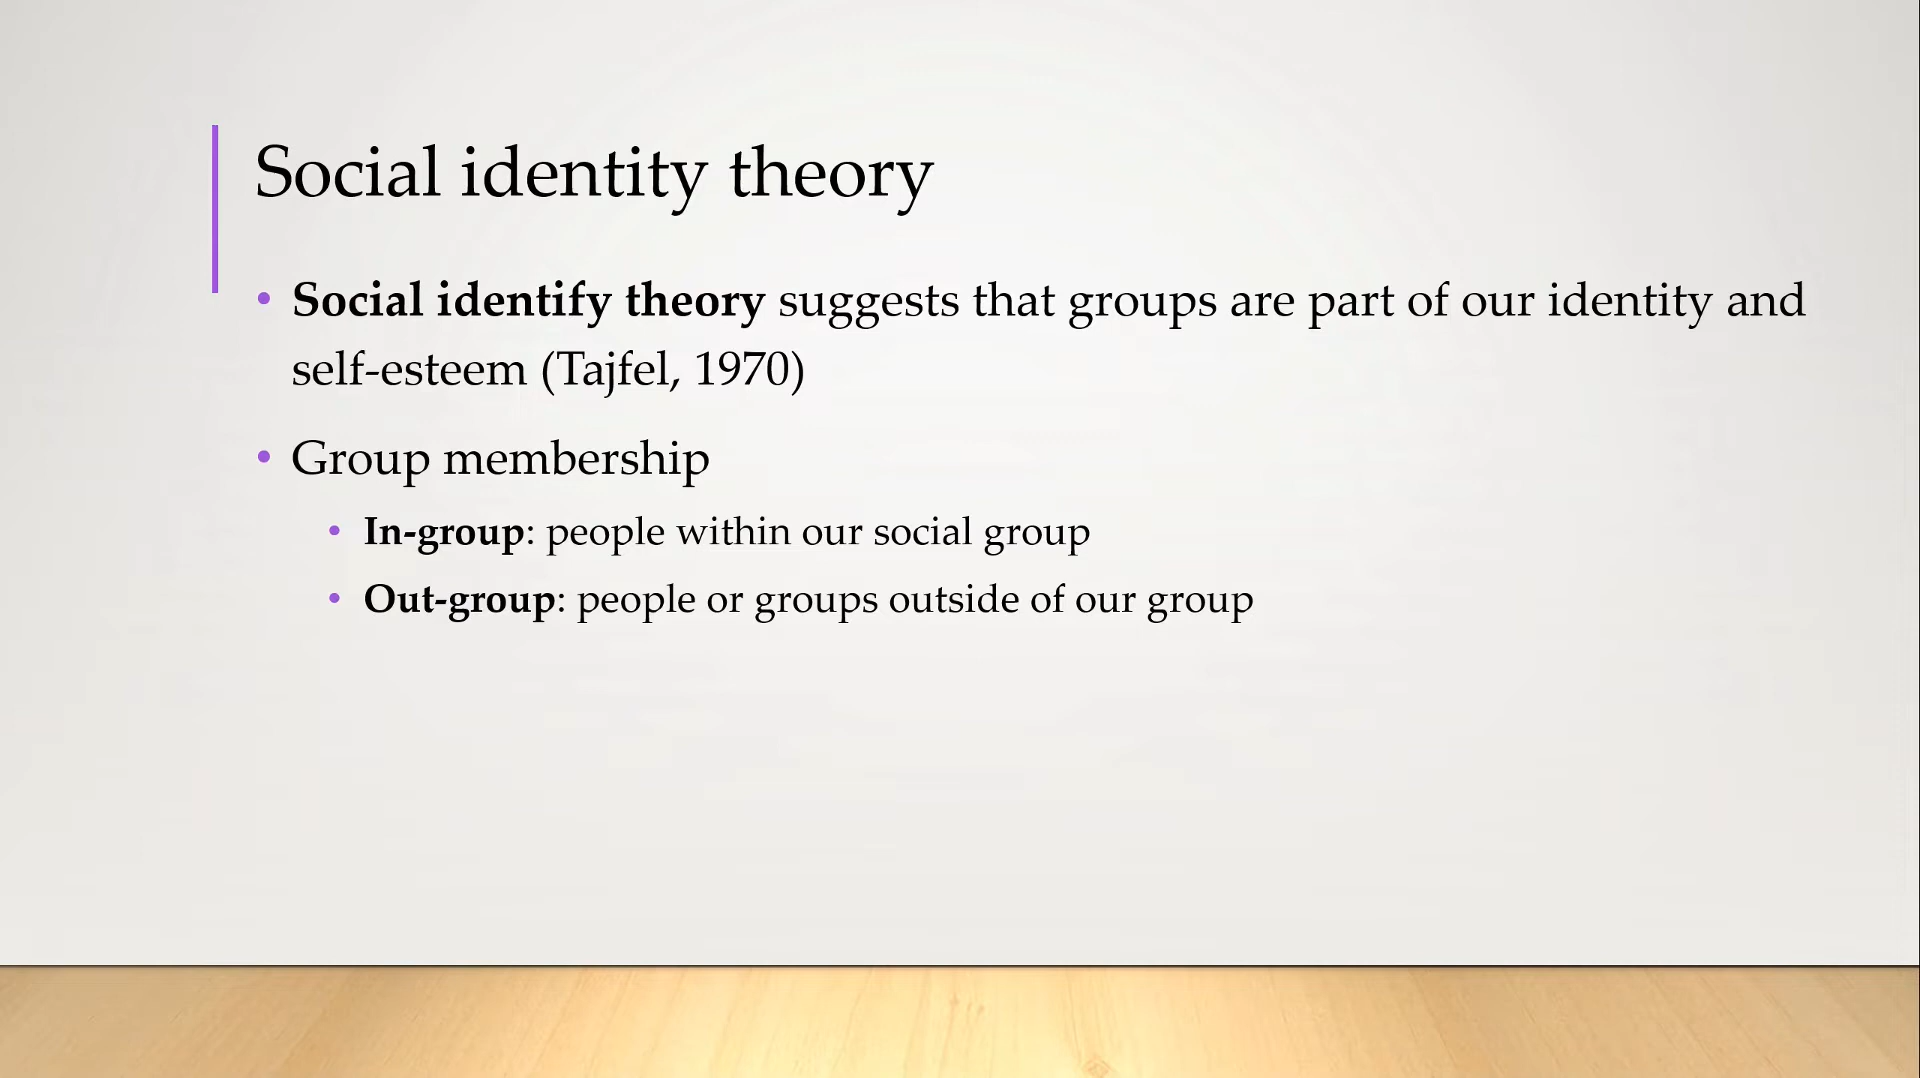 Social identity theory
• Social identify theory suggests that groups are part of our identity and
self-esteem (Tajfel, 1970)
• Group membership
• In-group: people within our social group
• Out-group: people or groups outside of our group